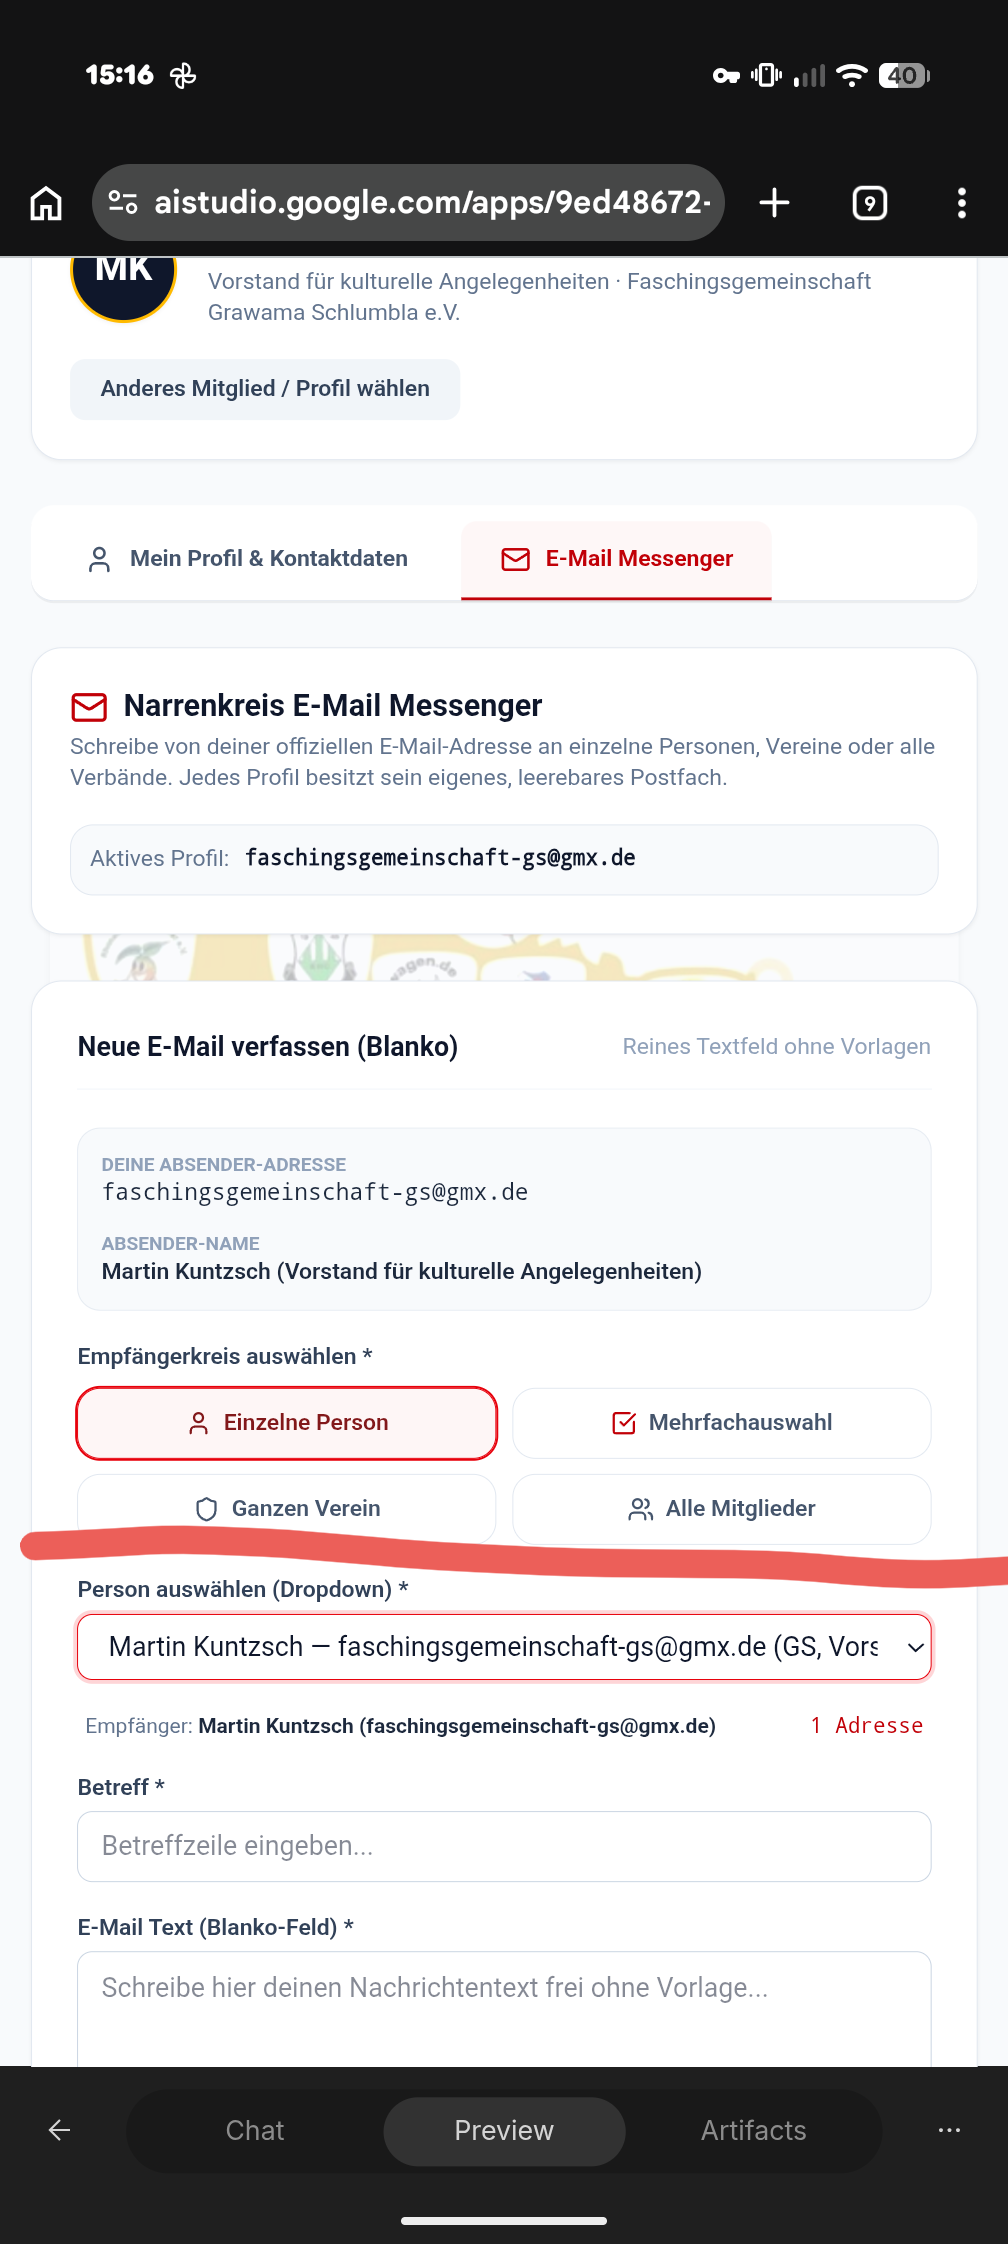 15:16
40
aistudio.google.com/apps/9ed48672-
9
MK
Vorstand für kulturelle Angelegenheiten · Faschingsgemeinschaft
Grawama Schlumbla e.V.
Anderes Mitglied / Profil wählen
Mein Profil & Kontaktdaten
E-Mail Messenger
Narrenkreis E-Mail Messenger
Schreibe von deiner offiziellen E-Mail-Adresse an einzelne Personen, Vereine oder alle
Verbände. Jedes Profil besitzt sein eigenes, leerebares Postfach.
Aktives Profil: faschingsgemeinschaft-gs@gmx.de
agen.de
Neue E-Mail verfassen (Blanko)
Reines Textfeld ohne Vorlagen
DEINE ABSENDER-ADRESSE
faschingsgemeinschaft-gs@gmx.de
ABSENDER-NAME
Martin Kuntzsch (Vorstand für kulturelle Angelegenheiten)
Empfängerkreis auswählen *
Einzelne Person
Mehrfachauswahl
Ganzen Verein
Alle Mitglieder
Person auswählen (Dropdown) *
Martin Kuntzsch — faschingsgemeinschaft-gs@gmx.de (GS, Vors
Empfänger: Martin Kuntzsch (faschingsgemeinschaft-gs@gmx.de)
1 Adresse
Betreff *
Betreffzeile eingeben...
E-Mail Text (Blanko-Feld) *
Schreibe hier deinen Nachrichtentext frei ohne Vorlage...
Chat
Preview
Artifacts